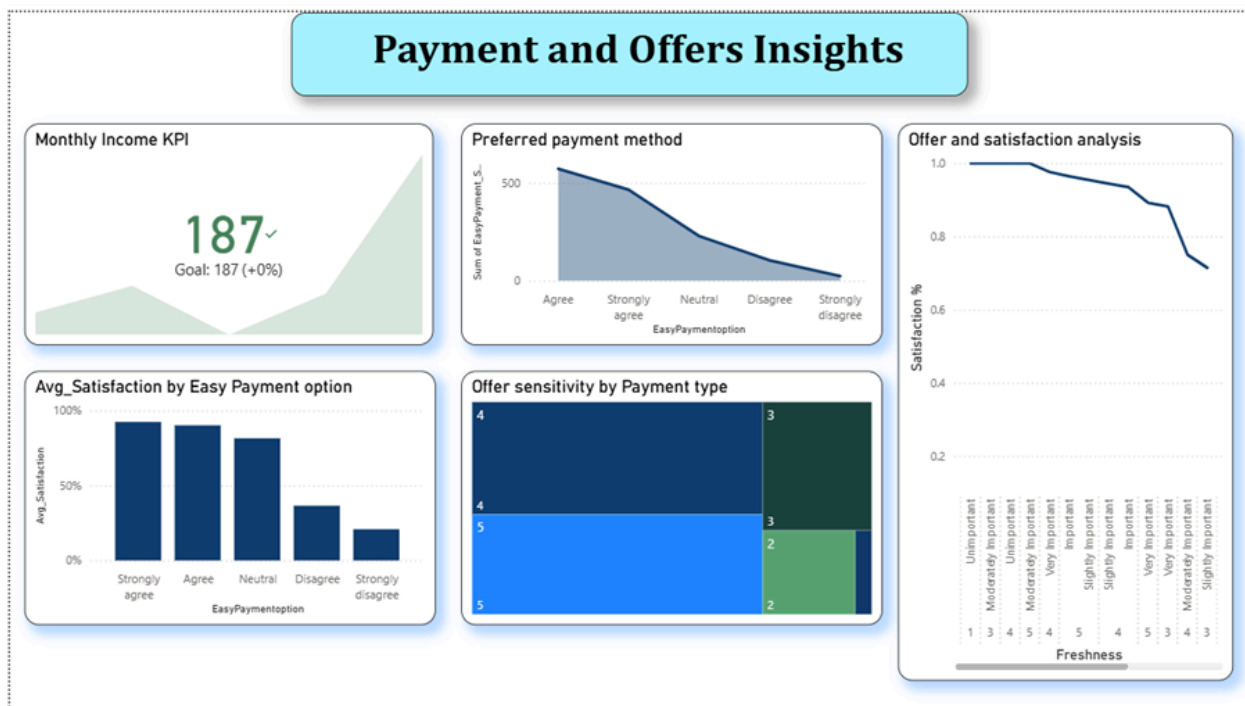 Payment and Offers Insights
Monthly Income KPI
187
Goal: 187 (+0%)
Preferred payment method
Sum of EasyPayment_S...
500
0
Agree
Strongly agree
Neutral
Disagree
Strongly disagree
EasyPaymentoption
Offer and satisfaction analysis
Satisfaction %
1.0
0.8
0.6
0.4
0.2
Unimportant
Moderately Important
Unimportant
Moderately Important
Very Important
Important
Slightly Important
Slightly Important
Important
Very Important
Very Important
Moderately Important
Slightly Important
1 3 4 5 4 5 4 5 3 4 3
Freshness
Avg_Satisfaction by Easy Payment option
Avg_Satisfaction
100%
50%
0%
Strongly agree
Agree
Neutral
Disagree
Strongly disagree
EasyPaymentoption
Offer sensitivity by Payment type
4
4
5
5
3
3
2
2